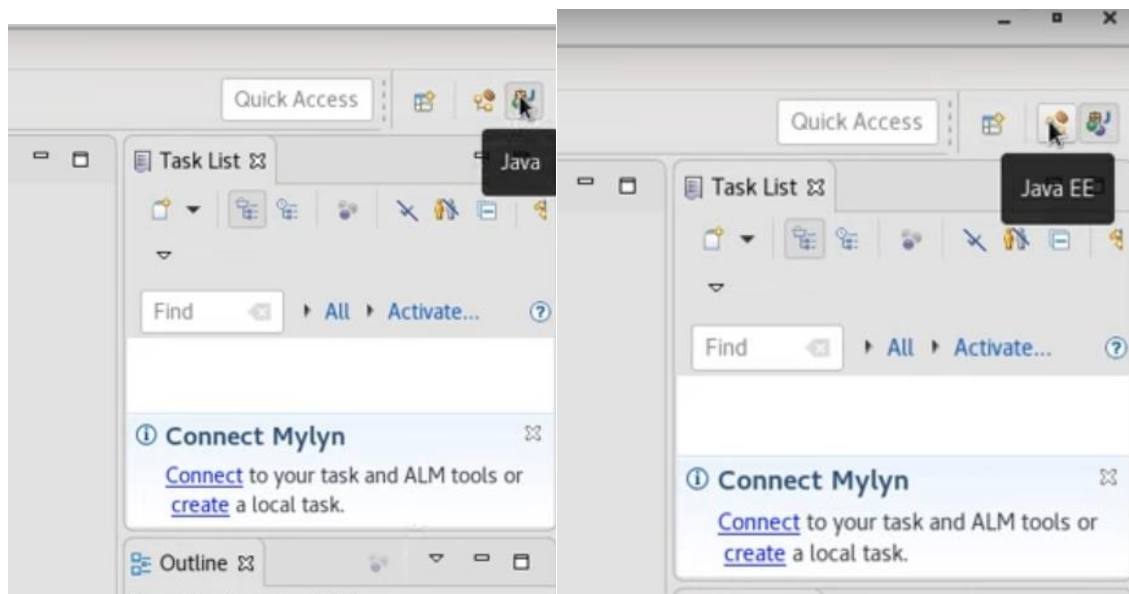 Quick Access
Task List
Java
Find
All
Activate...
Connect Mylyn
Connect to your task and ALM tools or
create a local task.
Outline
Quick Access
Task List
Java EE
Find
All
Activate...
Connect Mylyn
Connect to your task and ALM tools or
create a local task.